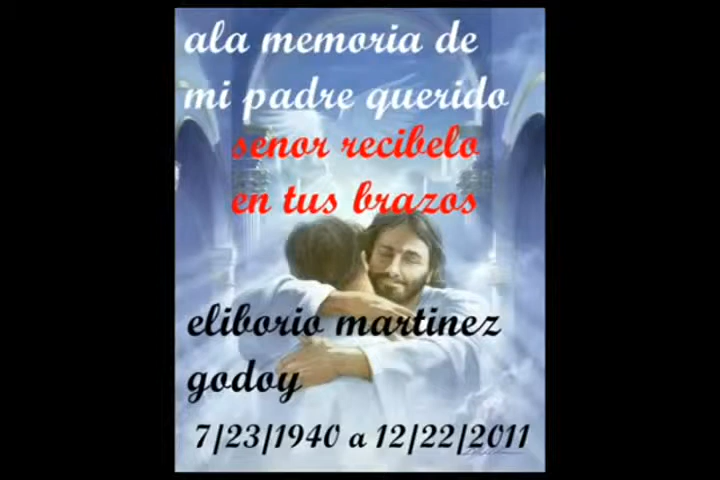 ala memoria de
mi padre querido
senor recibelo
en tus brazos
eliborio martinez
godoy
7/23/1940 a 12/22/2011